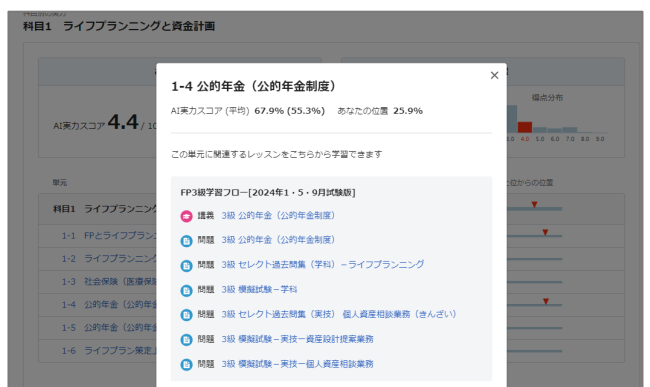 科目1 ライフプランニングと資金計画
1-4 公的年金（公的年金制度）
AI実力スコア (平均) 67.9% (55.3%) あなたの位置 25.9%
得点分布
AI実力スコア 4.4 / 10
4.0 5.0 6.0 7.0 8.0 9.0
この単元に関連するレッスンをこちらから学習できます
単元
位からの位置
FP3級学習フロー[2024年1・5・9月試験版]
科目1 ライフプランニング
講義 3級 公的年金（公的年金制度）
1-1 FPとライフプラン
問題 3級 公的年金（公的年金制度）
1-2 ライフプランニング
問題 3級 セレクト過去問集（学科）－ライフプランニング
1-3 社会保険（医療保険
問題 3級 模擬試験－学科
1-4 公的年金（公的年金
問題 3級 セレクト過去問集（実技） 個人資産相談業務（きんざい）
1-5 公的年金（公的年金
問題 3級 模擬試験－実技－資産設計提案業務
1-6 ライフプラン策定上
問題 3級 模擬試験－実技－個人資産相談業務